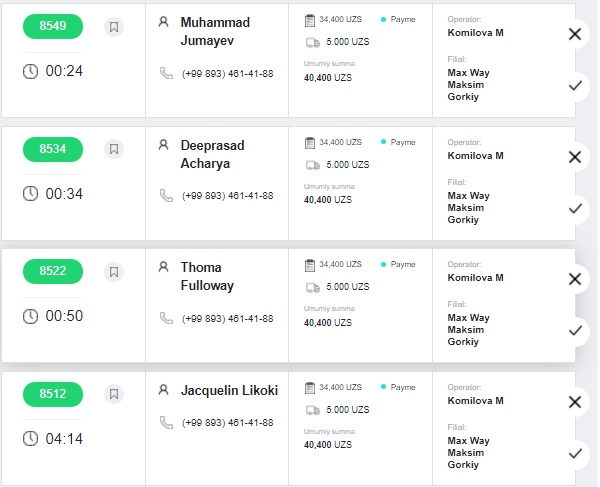 8549
00:24
Muhammad
Jumayev
(+99 893) 461-41-88
34,400 UZS
Payme
5.000 UZS
Umumiy summa
40,400 UZS
Operator:
Komilova M
Filial:
Max Way
Maksim
Gorkiy
8534
00:34
Deeprasad
Acharya
(+99 893) 461-41-88
34,400 UZS
Payme
5.000 UZS
Umumiy summa
40,400 UZS
Operator:
Komilova M
Filial:
Max Way
Maksim
Gorkiy
8522
00:50
Thoma
Fulloway
(+99 893) 461-41-88
34,400 UZS
Payme
5.000 UZS
Umumiy summa
40,400 UZS
Operator:
Komilova M
Filial:
Max Way
Maksim
Gorkiy
8512
04:14
Jacquelin Likoki
(+99 893) 461-41-88
34,400 UZS
Payme
5.000 UZS
Umumiy summa
40,400 UZS
Operator:
Komilova M
Filial:
Max Way
Maksim
Gorkiy